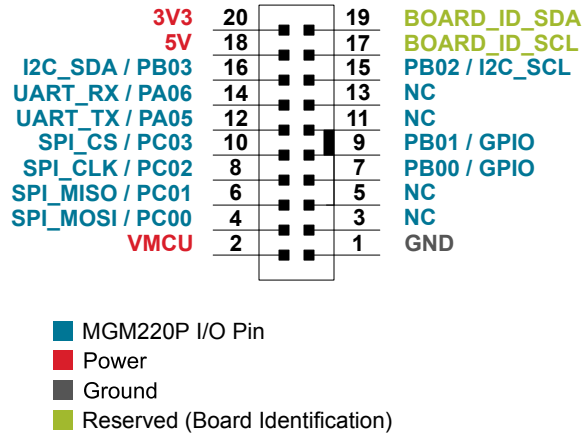 3V3 20 19 BOARD_ID_SDA
5V 18 17 BOARD_ID_SCL
I2C_SDA / PB03 16 15 PB02 / I2C_SCL
UART_RX / PA06 14 13 NC
UART_TX / PA05 12 11 NC
SPI_CS / PC03 10 9 PB01 / GPIO
SPI_CLK / PC02 8 7 PB00 / GPIO
SPI_MISO / PC01 6 5 NC
SPI_MOSI / PC00 4 3 NC
VMCU 2 1 GND
MGM220P I/O Pin
Power
Ground
Reserved (Board Identification)